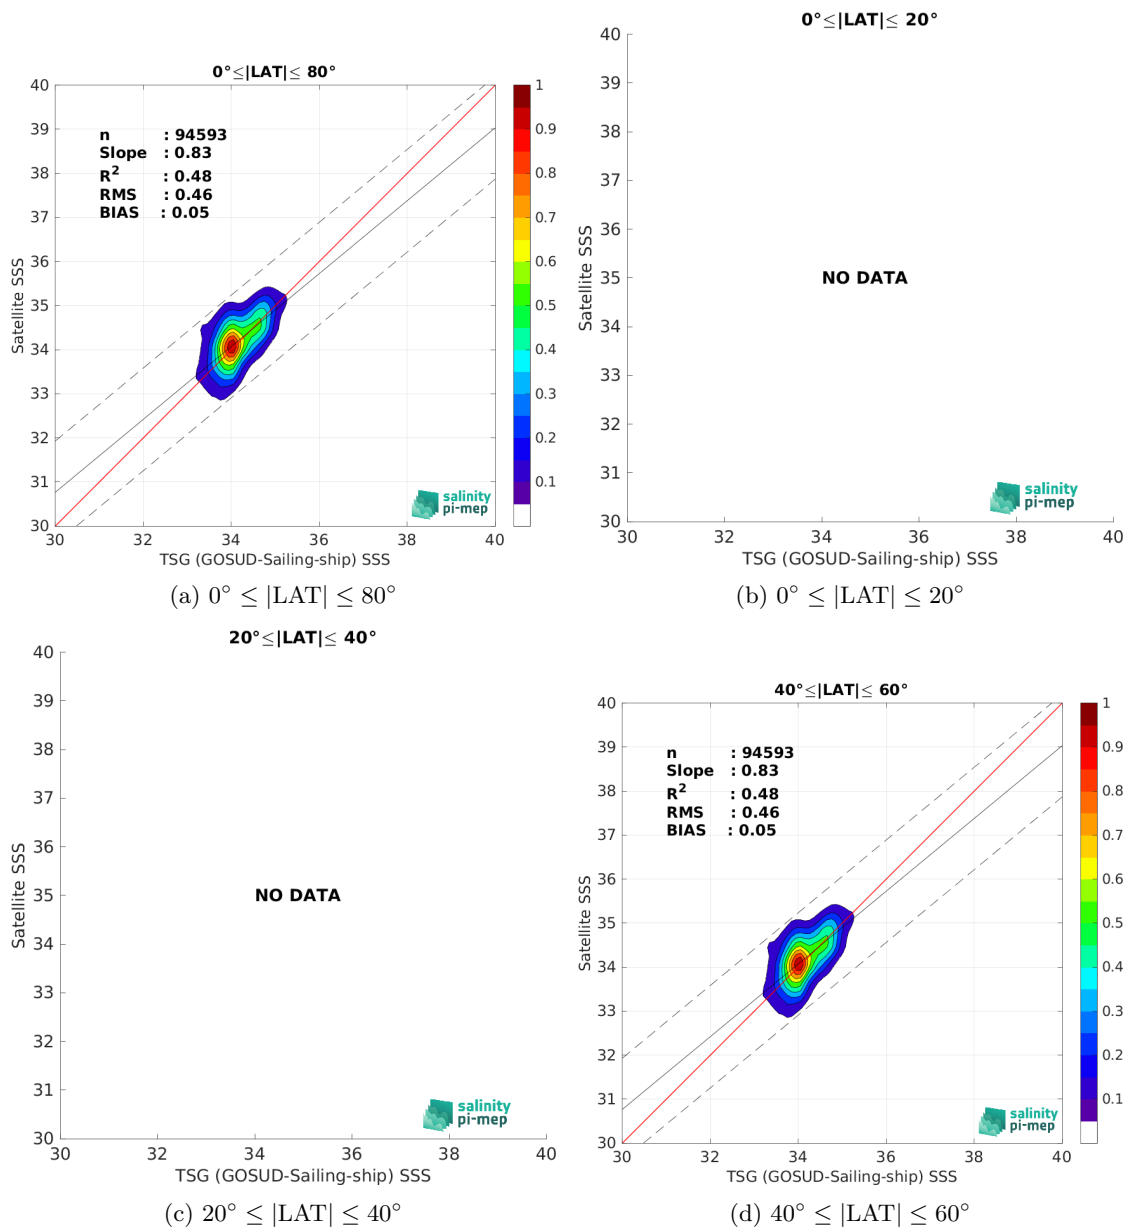 0°≤|LAT|≤ 80°
40
39
38
37
36
35
34
33
32
31
30
Satellite SSS
n : 94593
Slope : 0.83
R² : 0.48
RMS : 0.46
BIAS : 0.05
salinity
pi-mep
30 32 34 36 38 40
TSG (GOSUD-Sailing-ship) SSS
1
0.9
0.8
0.7
0.6
0.5
0.4
0.3
0.2
0.1
(a) 0° ≤ |LAT| ≤ 80°
0°≤|LAT|≤ 20°
40
39
38
37
36
35
34
33
32
31
30
Satellite SSS
NO DATA
salinity
pi-mep
30 32 34 36 38 40
TSG (GOSUD-Sailing-ship) SSS
(b) 0° ≤ |LAT| ≤ 20°
20°≤|LAT|≤ 40°
40
39
38
37
36
35
34
33
32
31
30
Satellite SSS
NO DATA
salinity
pi-mep
30 32 34 36 38 40
TSG (GOSUD-Sailing-ship) SSS
(c) 20° ≤ |LAT| ≤ 40°
40°≤|LAT|≤ 60°
40
39
38
37
36
35
34
33
32
31
30
Satellite SSS
n : 94593
Slope : 0.83
R² : 0.48
RMS : 0.46
BIAS : 0.05
salinity
pi-mep
30 32 34 36 38 40
TSG (GOSUD-Sailing-ship) SSS
1
0.9
0.8
0.7
0.6
0.5
0.4
0.3
0.2
0.1
(d) 40° ≤ |LAT| ≤ 60°